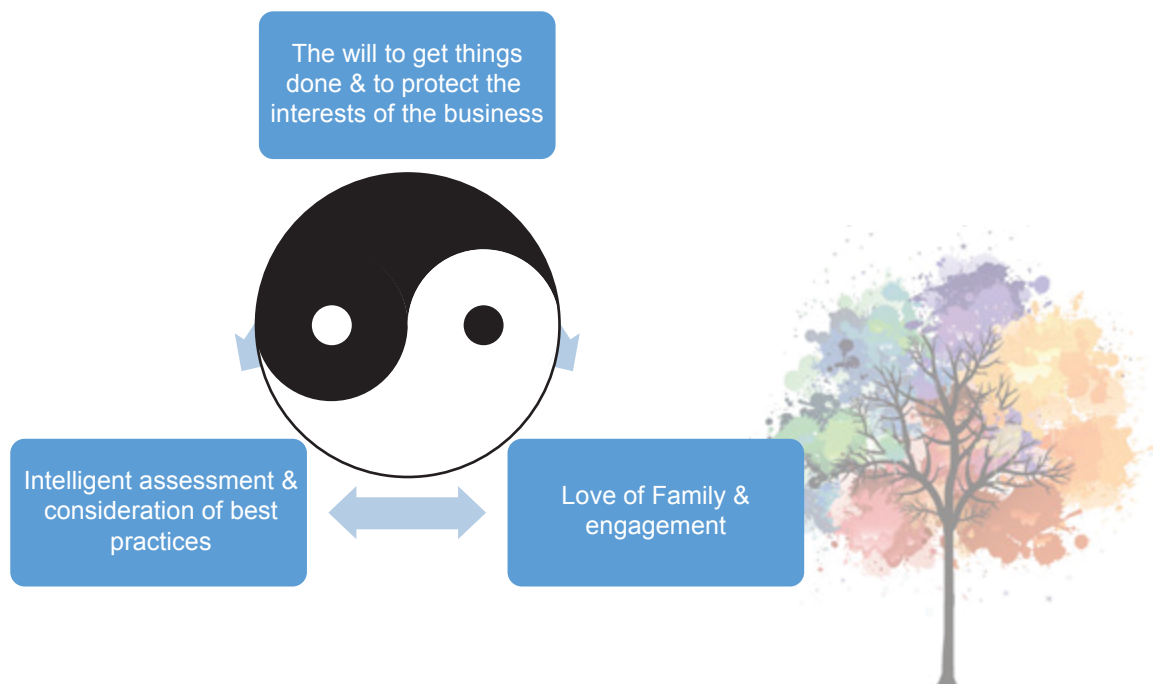 The will to get things
done & to protect the
interests of the business
Intelligent assessment &
consideration of best
practices
Love of Family &
engagement